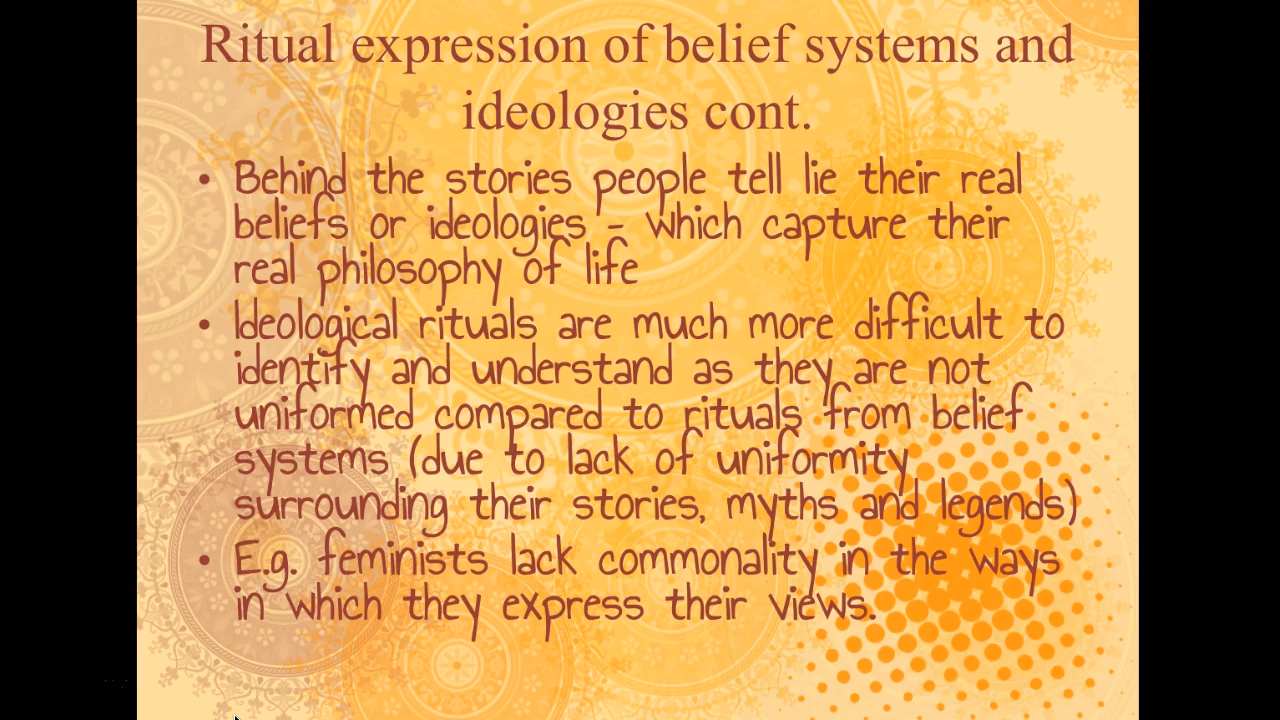 Ritual expression of belief systems and
ideologies cont.
• Behind the stories people tell lie their real
beliefs or ideologies - which capture their
real philosophy of life
• Ideological rituals are much more difficult to
identify and understand as they are not
uniformed compared to rituals from belief
systems (due to lack of uniformity
surrounding their stories, myths and legends)
• E.g. feminists lack commonality in the ways
in which they express their views.